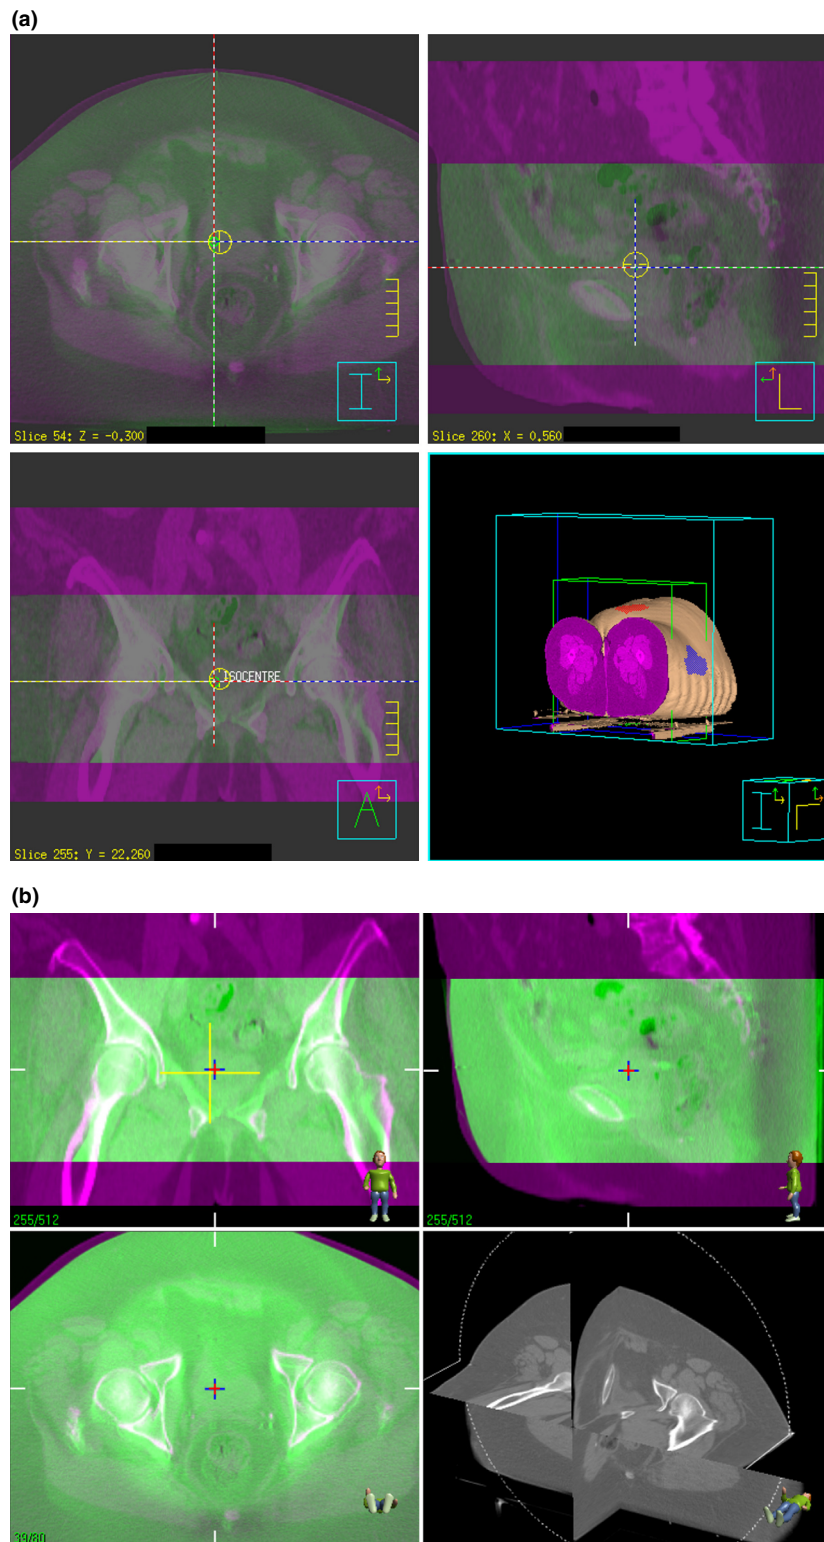 (a)
Slice 54: Z = -0.300
I
Slice 260: X = 0.560
L
ISOCENTRE
Slice 255: Y = 22.260
A
I
L
(b)
255/512
255/512
39/80